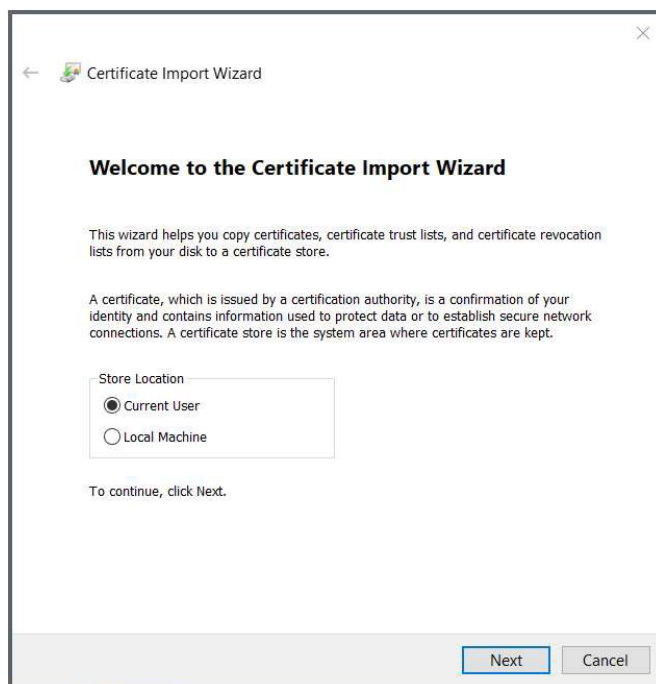 Certificate Import Wizard
Welcome to the Certificate Import Wizard
This wizard helps you copy certificates, certificate trust lists, and certificate revocation
lists from your disk to a certificate store.
A certificate, which is issued by a certification authority, is a confirmation of your
identity and contains information used to protect data or to establish secure network
connections. A certificate store is the system area where certificates are kept.
Store Location
Current User
Local Machine
To continue, click Next.
Next
Cancel